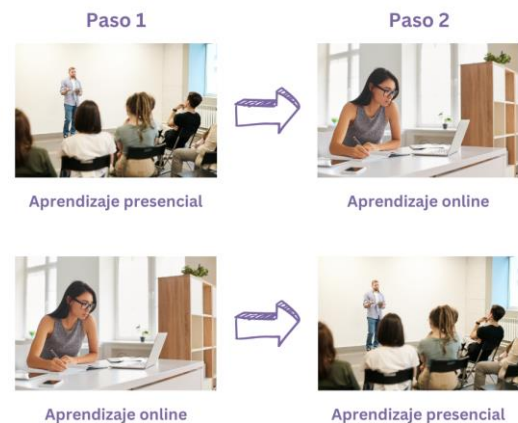 Paso 1
Paso 2
Aprendizaje presencial
Aprendizaje online
Aprendizaje online
Aprendizaje presencial